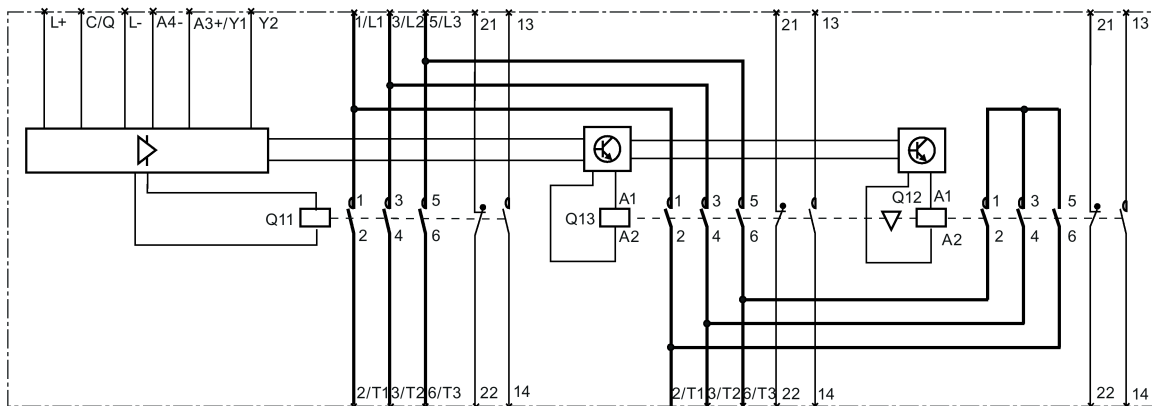 L+ C/Q L- A4- A3+/Y1 Y2 1/L1 3/L2 5/L3 21 13 21 13 21 13
Q12 A1
1 3 5 A1 1 3 5 1 3 5
Q11 Q13
2 4 6 A2 2 4 6 A2 2 4 6
2/T1 3/T2 6/T3 22 14 2/T1 3/T2 6/T3 22 14 22 14